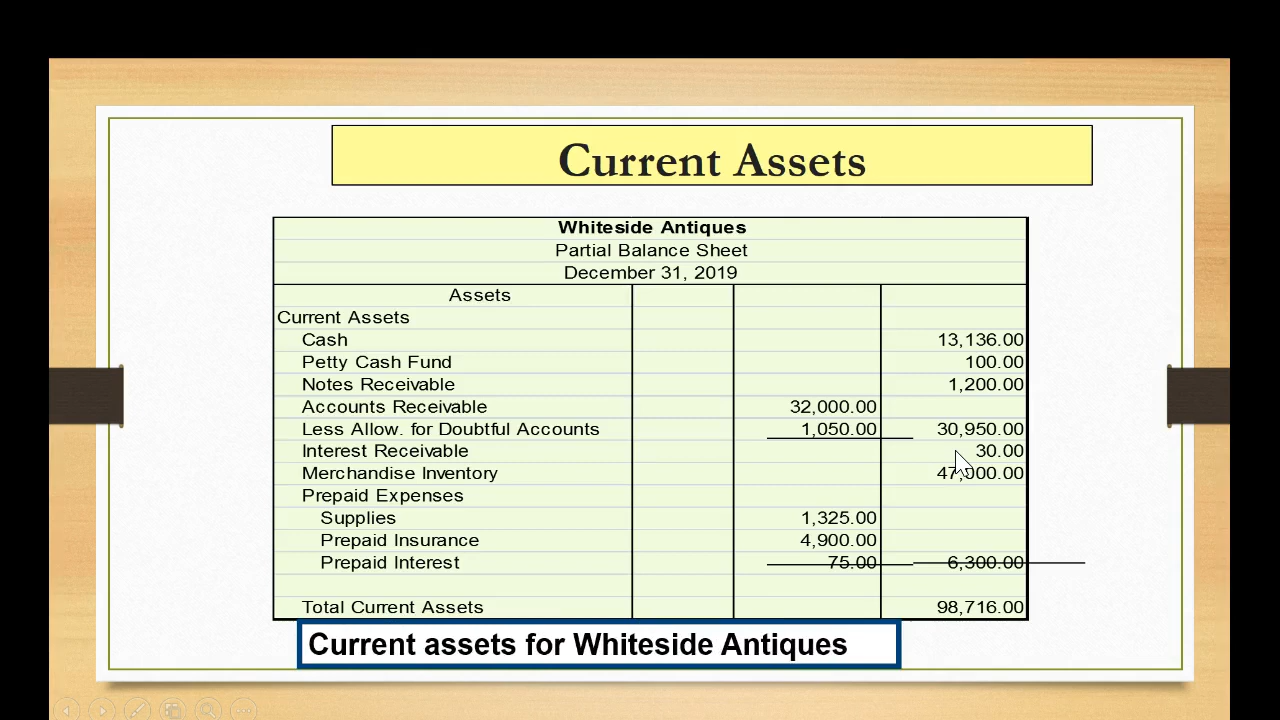 Current Assets
Whiteside Antiques
Partial Balance Sheet
December 31, 2019
Assets
Current Assets
Cash 13,136.00
Petty Cash Fund 100.00
Notes Receivable 1,200.00
Accounts Receivable 32,000.00
Less Allow. for Doubtful Accounts 1,050.00 30,950.00
Interest Receivable 30.00
Merchandise Inventory 47,000.00
Prepaid Expenses
Supplies 1,325.00
Prepaid Insurance 4,900.00
Prepaid Interest 75.00 6,300.00
Total Current Assets 98,716.00
Current assets for Whiteside Antiques